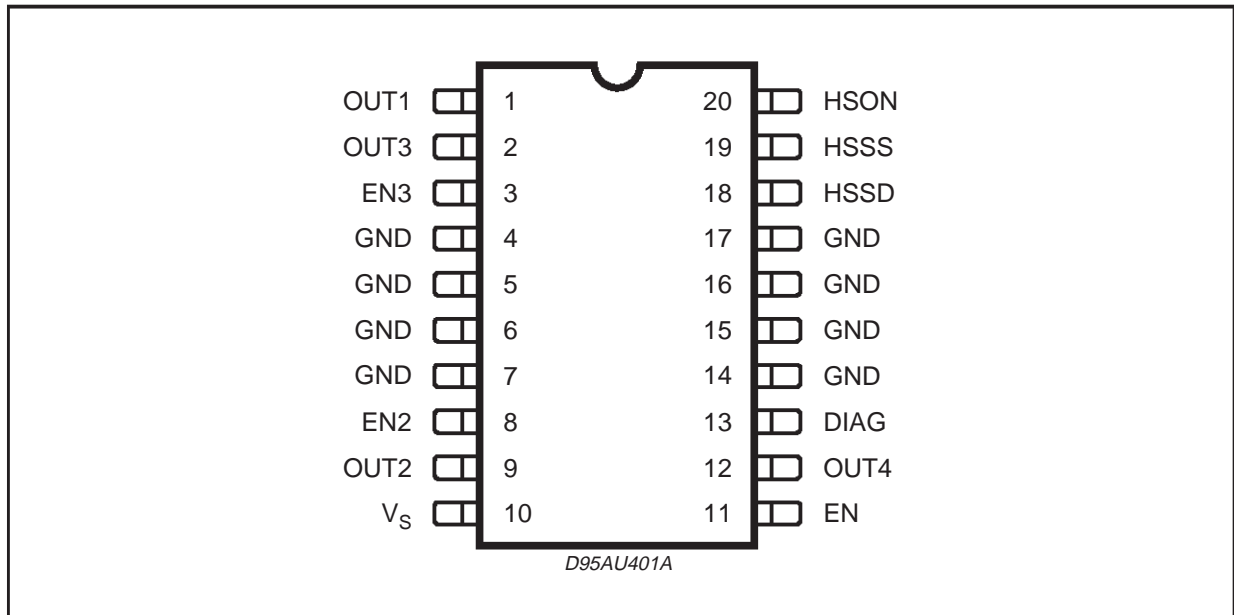 OUT1 1 20 HSON
OUT3 2 19 HSSS
EN3 3 18 HSSD
GND 4 17 GND
GND 5 16 GND
GND 6 15 GND
GND 7 14 GND
EN2 8 13 DIAG
OUT2 9 12 OUT4
VS 10 11 EN
D95AU401A